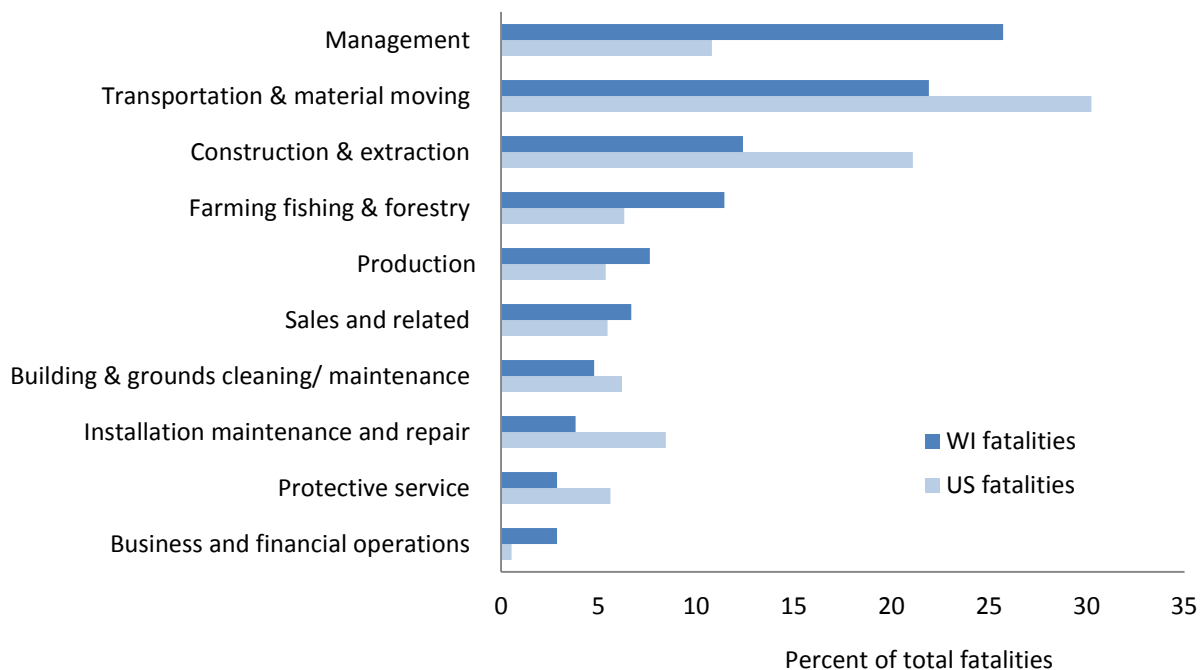 Management
Transportation & material moving
Construction & extraction
Farming fishing & forestry
Production
Sales and related
Building & grounds cleaning/ maintenance
Installation maintenance and repair
Protective service
Business and financial operations
WI fatalities
US fatalities
0 5 10 15 20 25 30 35
Percent of total fatalities